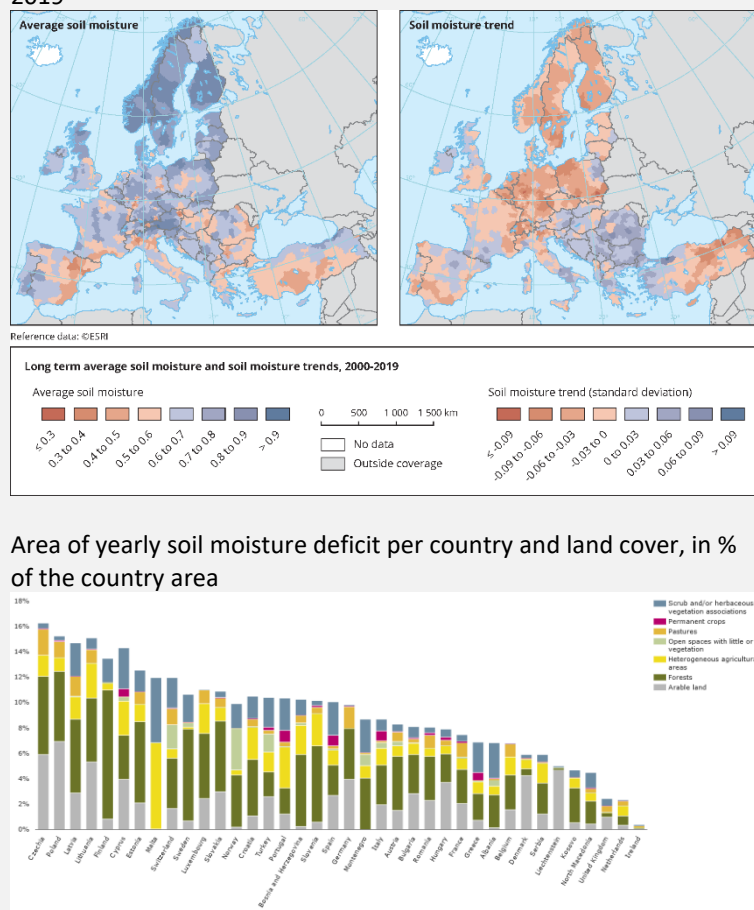 2019
Average soil moisture
Soil moisture trend
Reference data: ©ESRI
Long term average soil moisture and soil moisture trends, 2000-2019
Average soil moisture
≤ 0.3
0.3 to 0.4
0.4 to 0.5
0.5 to 0.6
0.6 to 0.7
0.7 to 0.8
0.8 to 0.9
> 0.9
0 500 1 000 1 500 km
No data
Outside coverage
Soil moisture trend (standard deviation)
≤ -0.09
-0.09 to -0.06
-0.06 to -0.03
-0.03 to 0
0 to 0.03
0.03 to 0.06
0.06 to 0.09
> 0.09
Area of yearly soil moisture deficit per country and land cover, in %
of the country area
18%
16%
14%
12%
10%
8%
6%
4%
2%
0%
Scrub and/or herbaceous
vegetation associations
Permanent crops
Pastures
Open spaces with little or
vegetation
Heterogeneous agricultur
areas
Forests
Arable land
Czechia
Poland
Latvia
Lithuania
Finland
Cyprus
Estonia
Malta
Switzerland
Sweden
Luxembourg
Slovakia
Norway
Croatia
Turkey
Portugal
Bosnia and Herzegovina
Slovenia
Spain
Germany
Montenegro
Italy
Austria
Bulgaria
Romania
Hungary
France
Greece
Albania
Belgium
Denmark
Serbia
Liechtenstein
Kosovo
North Macedonia
United Kingdom
Netherlands
Ireland